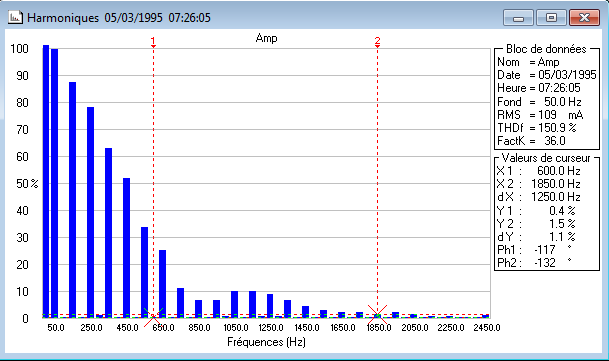 Harmoniques 05/03/1995 07:26:05
Amp
1
2
100
90
80
70
60
50 %
40
30
20
10
0
50.0 250.0 450.0 650.0 850.0 1050.0 1250.0 1450.0 1650.0 1850.0 2050.0 2250.0 2450.0
Fréquences (Hz)
Bloc de données
Nom = Amp
Date = 05/03/1995
Heure = 07:26:05
Fond = 50.0 Hz
RMS = 109 mA
THDf = 150.9 %
FactK = 36.0
Valeurs de curseur
X 1 : 600.0 Hz
X 2 : 1850.0 Hz
d X : 1250.0 Hz
Y 1 : 0.4 %
Y 2 : 1.5 %
d Y : 1.1 %
Ph1 : -117 °
Ph2 : -132 °